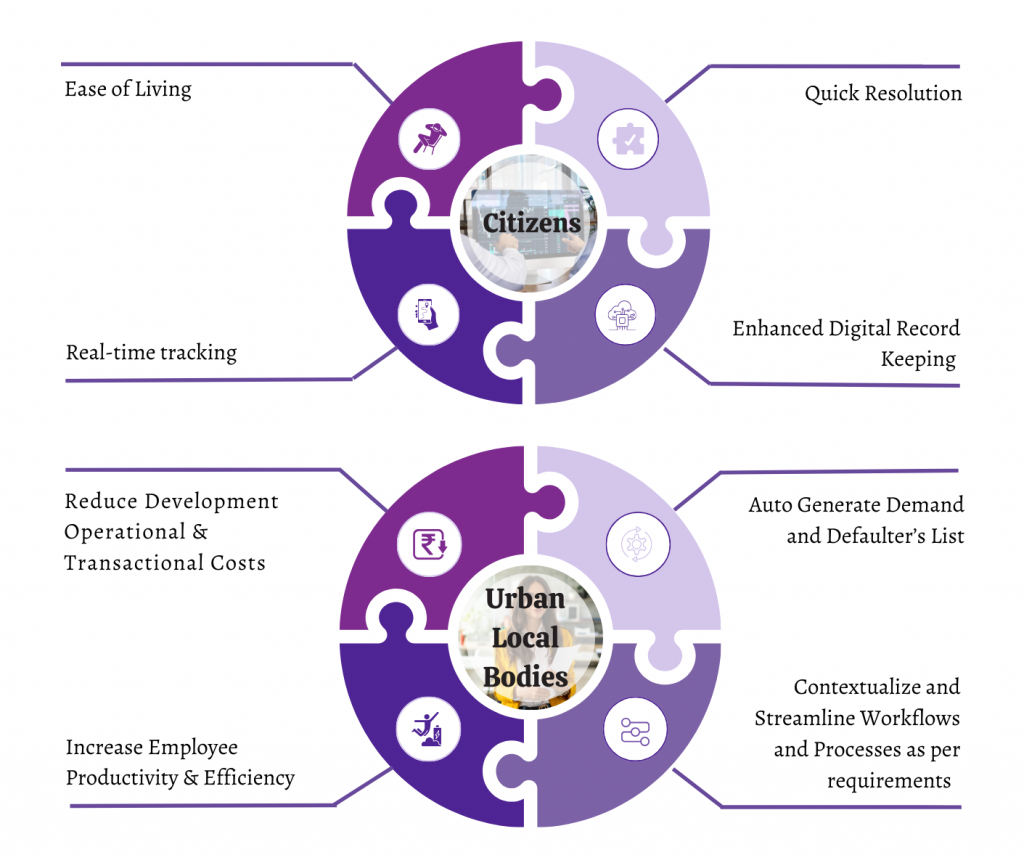 Ease of Living
Quick Resolution
Citizens
Real-time tracking
Enhanced Digital Record
Keeping
Reduce Development
Operational &
Transactional Costs
Auto Generate Demand
and Defaulter’s List
Urban
Local
Bodies
Increase Employee
Productivity & Efficiency
Contextualize and
Streamline Workflows
and Processes as per
requirements